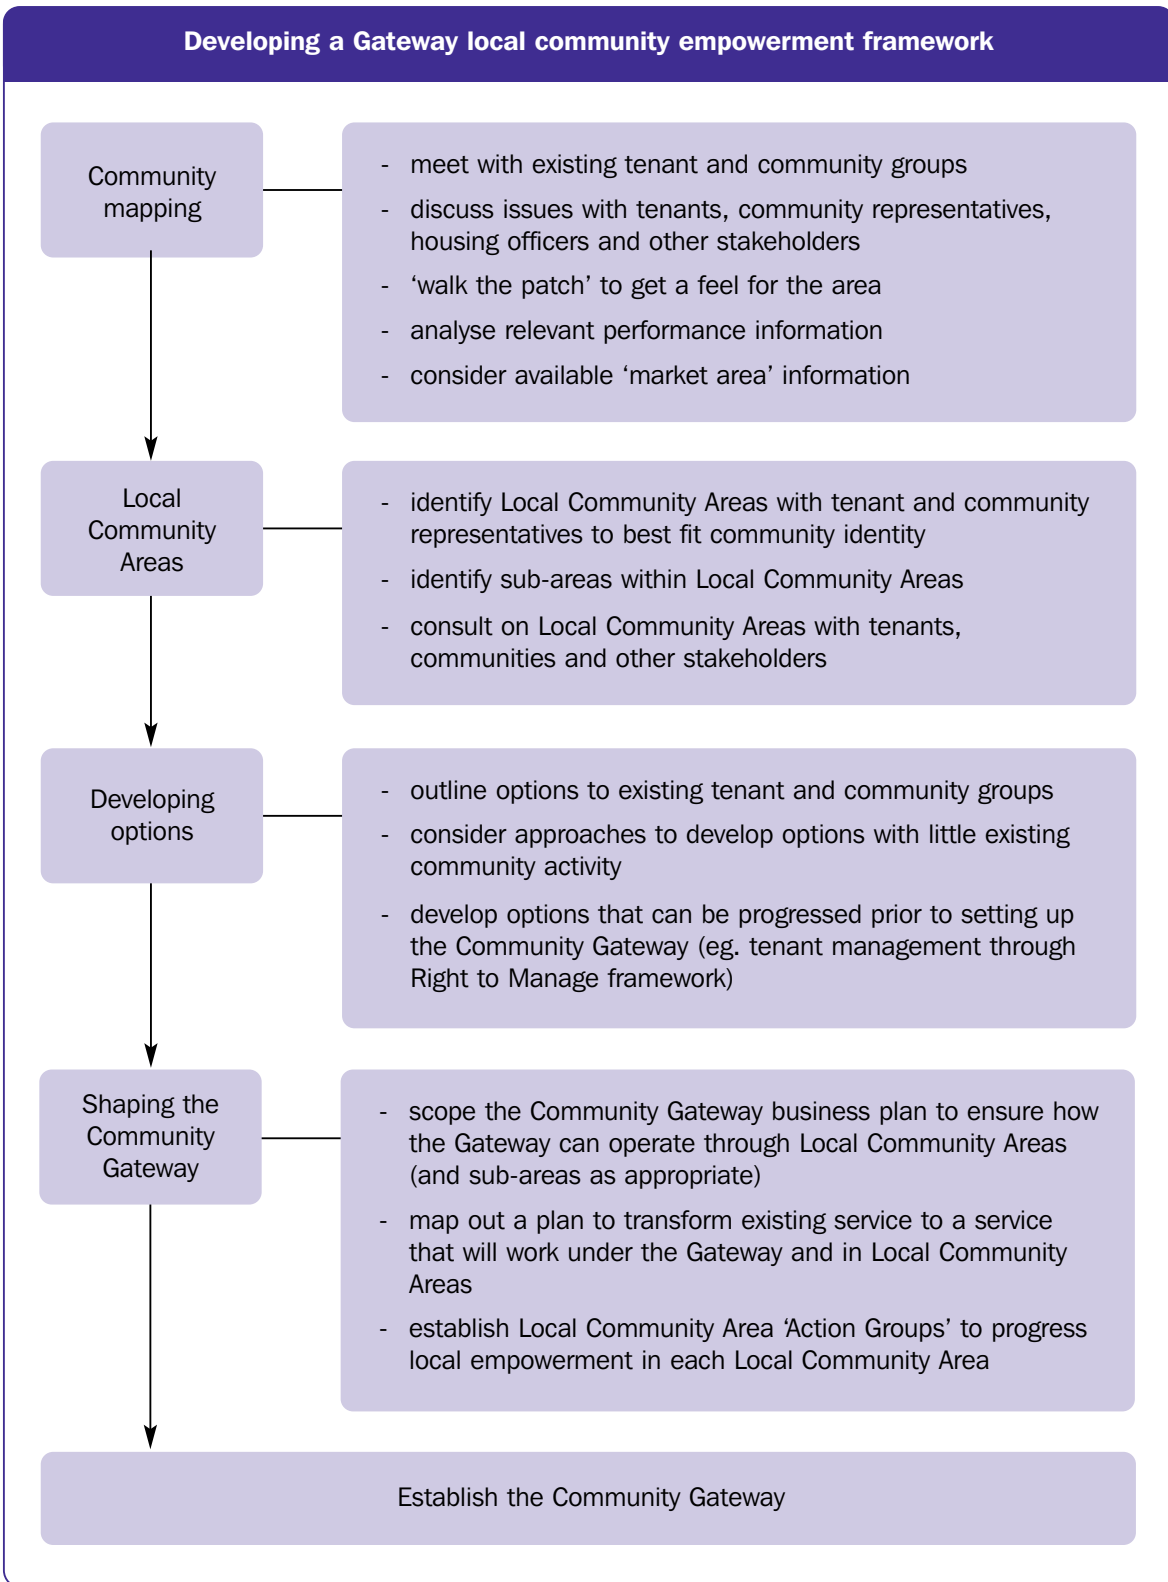 Developing a Gateway local community empowerment framework
Community
mapping
- meet with existing tenant and community groups
- discuss issues with tenants, community representatives,
housing officers and other stakeholders
- ‘walk the patch’ to get a feel for the area
- analyse relevant performance information
- consider available ‘market area’ information
Local
Community
Areas
- identify Local Community Areas with tenant and community
representatives to best fit community identity
- identify sub-areas within Local Community Areas
- consult on Local Community Areas with tenants,
communities and other stakeholders
Developing
options
- outline options to existing tenant and community groups
- consider approaches to develop options with little existing
community activity
- develop options that can be progressed prior to setting up
the Community Gateway (eg. tenant management through
Right to Manage framework)
Shaping the
Community
Gateway
- scope the Community Gateway business plan to ensure how
the Gateway can operate through Local Community Areas
(and sub-areas as appropriate)
- map out a plan to transform existing service to a service
that will work under the Gateway and in Local Community
Areas
- establish Local Community Area ‘Action Groups’ to progress
local empowerment in each Local Community Area
Establish the Community Gateway